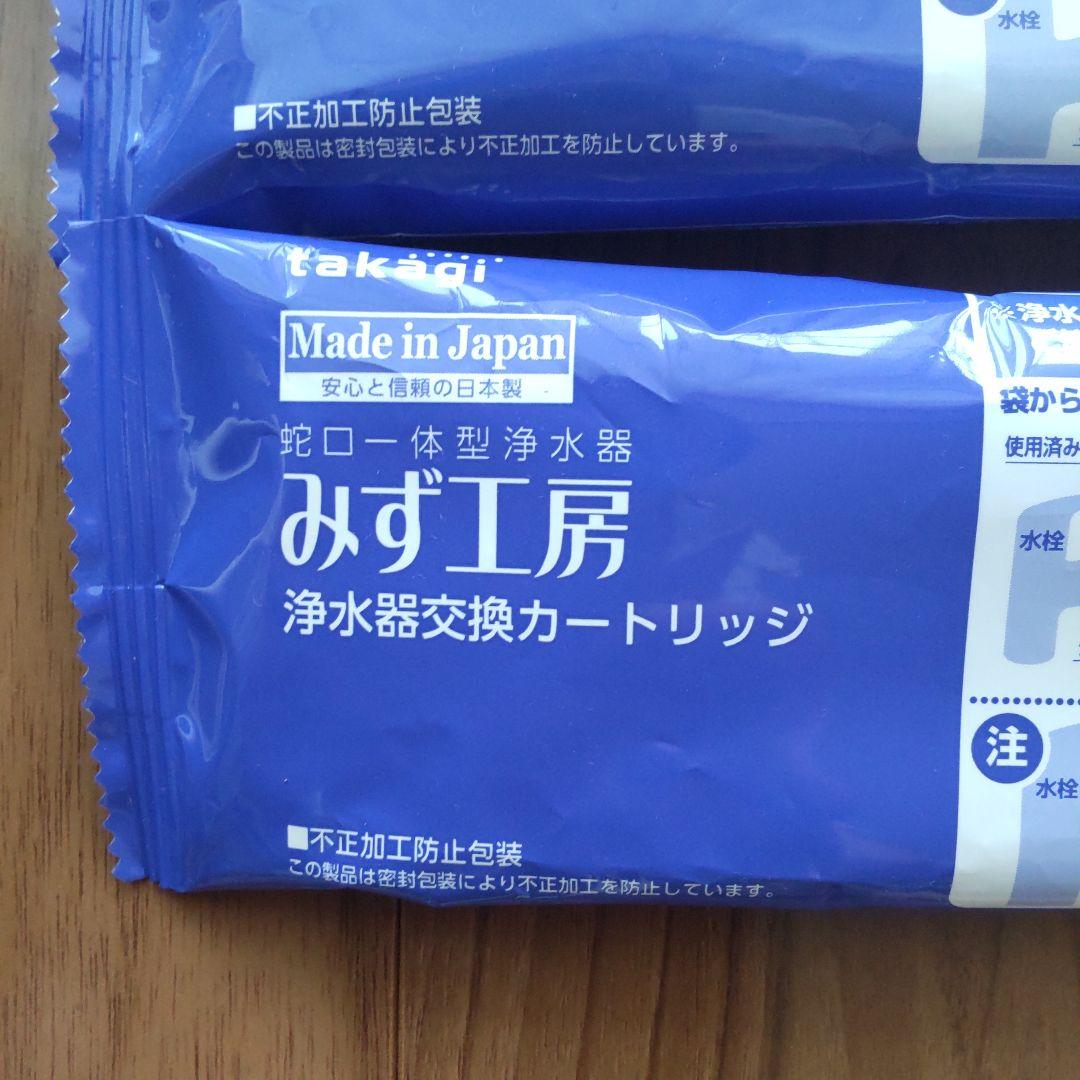 水栓
■不正加工防止包装
この製品は密封包装により不正加工を防止しています。
takagi
Made in Japan
安心と信頼の日本製
蛇口一体型浄水器
みず工房
浄水器交換カートリッジ
■不正加工防止包装
この製品は密封包装により不正加工を防止しています。
※浄水
袋から
使用済み
水栓
注
水栓